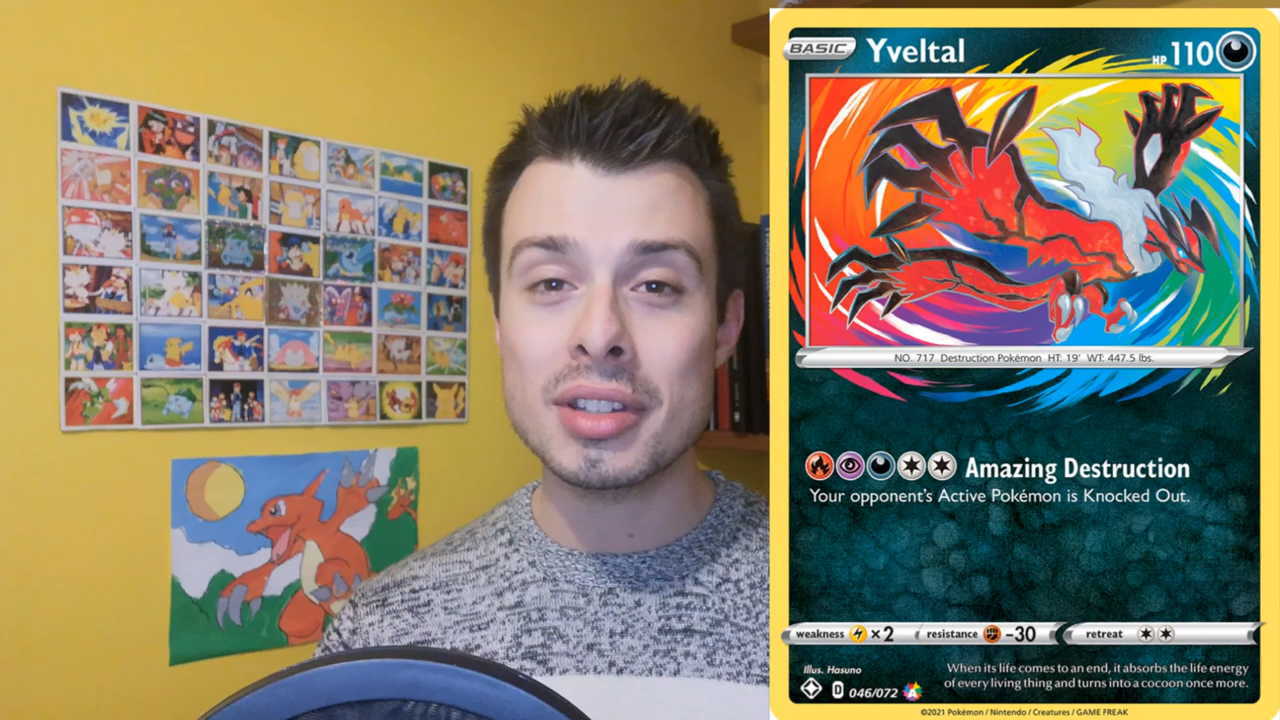 BASIC Yveltal HP 110
NO. 717 Destruction Pokémon HT: 19' WT: 447.5 lbs.
Amazing Destruction
Your opponent's Active Pokémon is Knocked Out.
weakness ×2 resistance -30 retreat
Illus. Hasuno
When its life comes to an end, it absorbs the life energy
of every living thing and turns into a cocoon once more.
D 046/072 A
©2021 Pokémon / Nintendo / Creatures / GAME FREAK